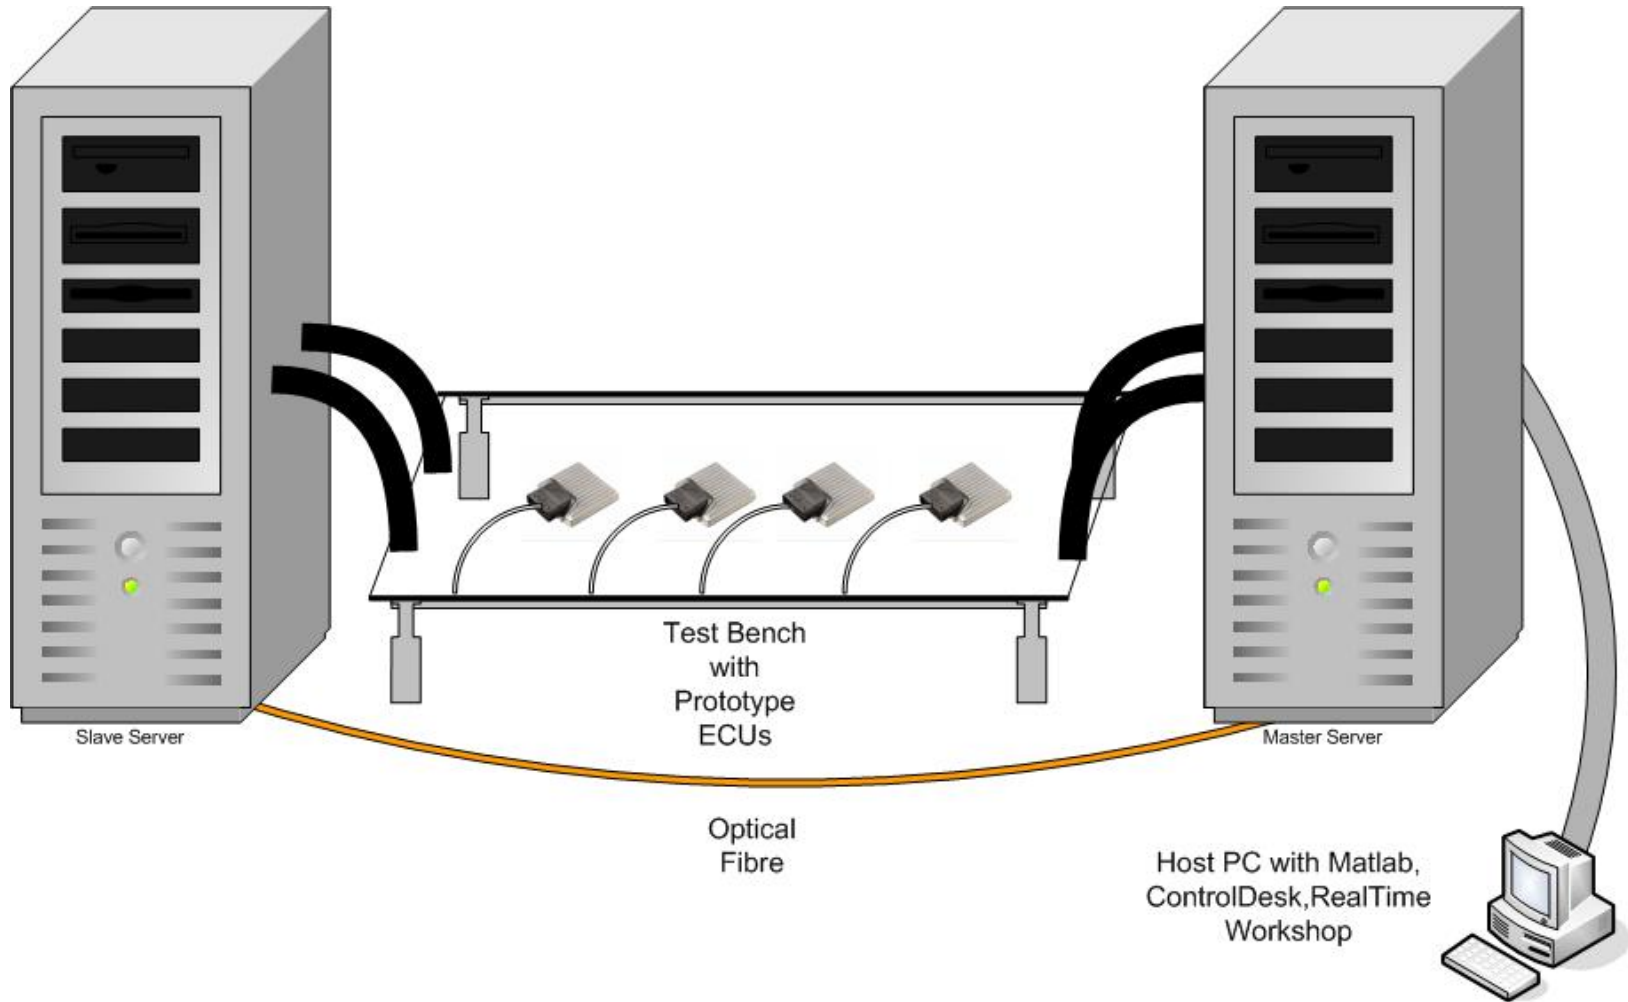 Test Bench
with
Prototype
ECUs
Slave Server
Master Server
Optical
Fibre
Host PC with Matlab,
ControlDesk,RealTime
Workshop